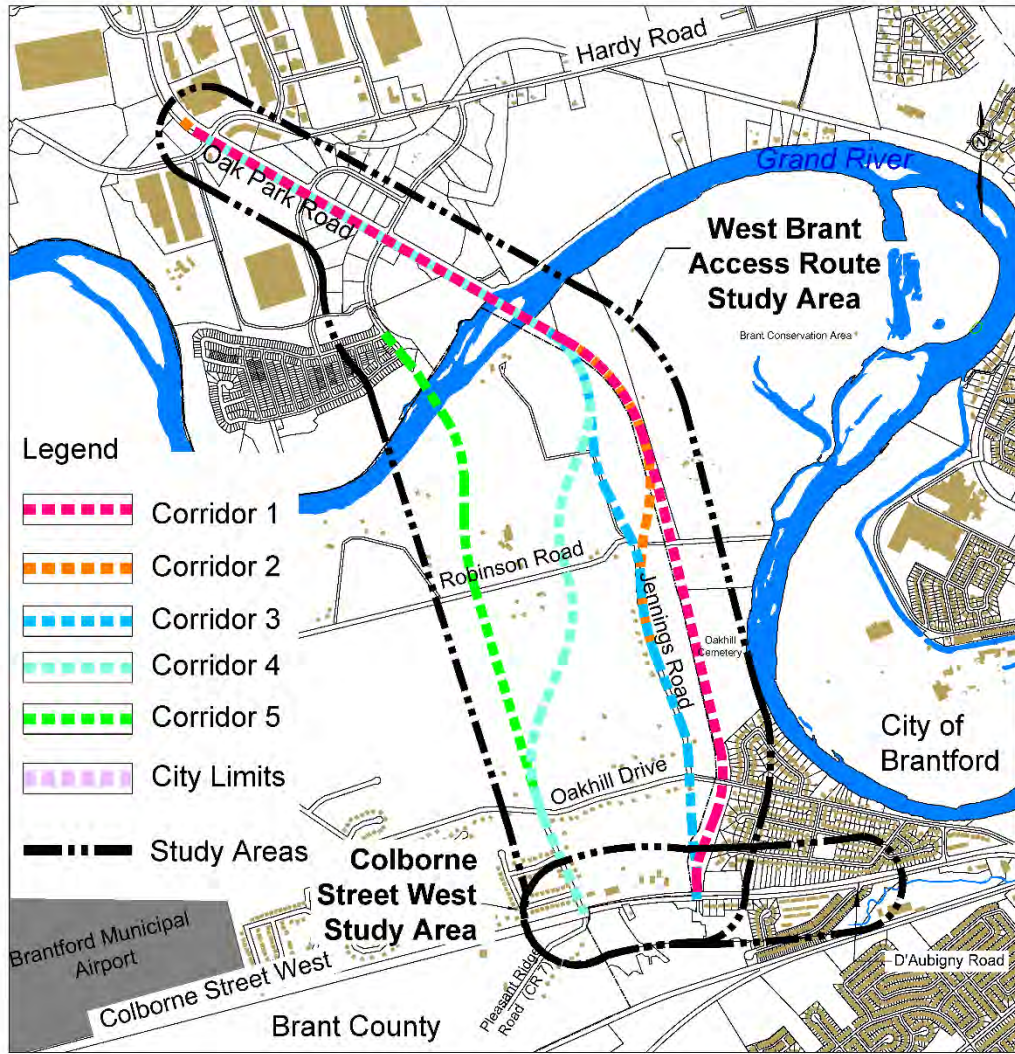 Hardy Road
Oak Park Road
Grand River
N
West Brant
Access Route
Study Area
Brant Conservation Area
Legend
Corridor 1
Corridor 2
Corridor 3
Corridor 4
Corridor 5
City Limits
Study Areas
Robinson Road
Jennings Road
Oakhill
Cemetery
City of
Brantford
Oakhill Drive
Colborne
Street West
Study Area
Brantford Municipal
Airport
Colborne Street West
Pleasant Ridge
Road (CR 7)
D'Aubigny Road
Brant County